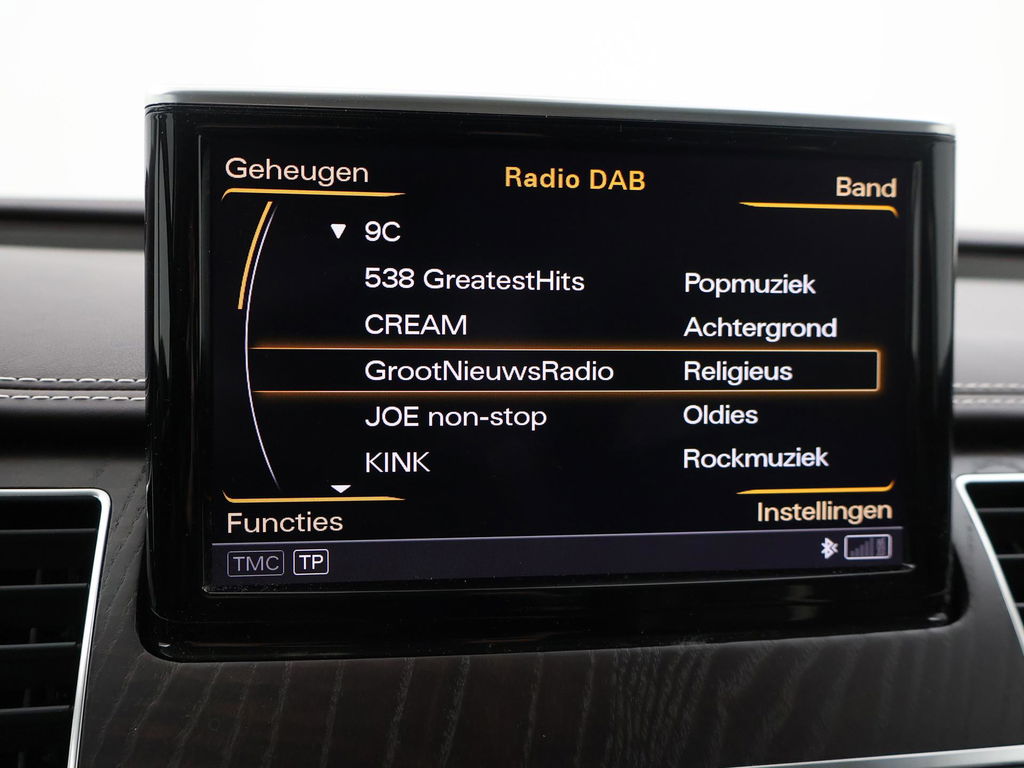 Geheugen Radio DAB Band
9C
538 GreatestHits Popmuziek
CREAM Achtergrond
GrootNieuwsRadio Religieus
JOE non-stop Oldies
KINK Rockmuziek
Functies Instellingen
TMC TP